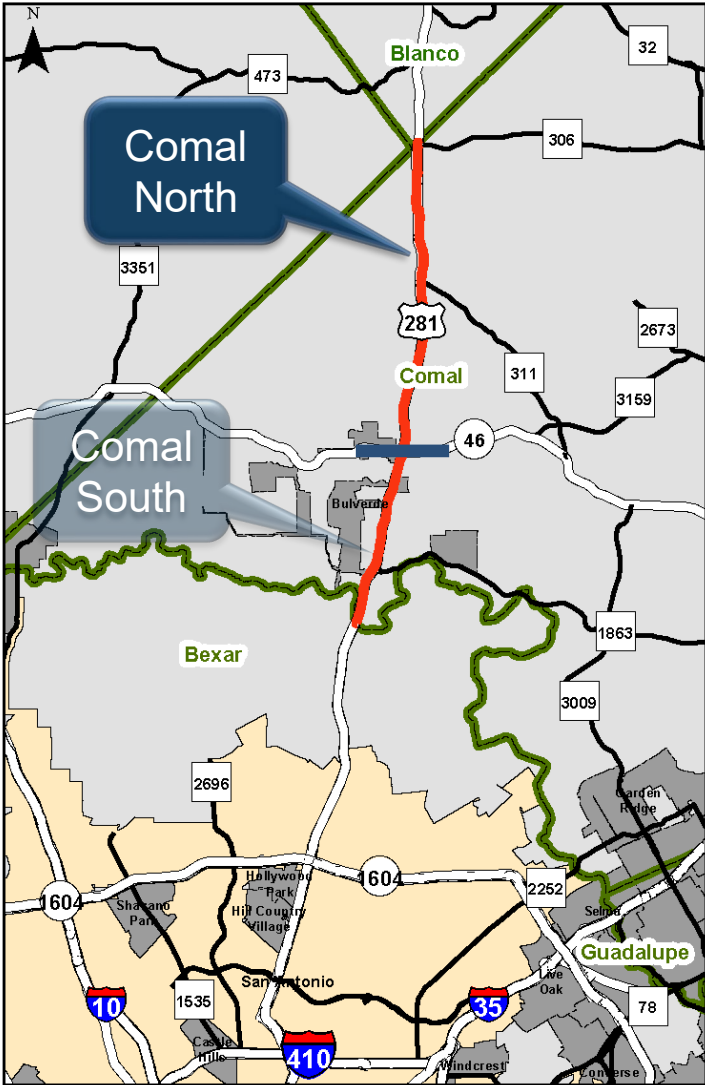 N
Blanco
32
473
306
Comal
North
3351
281
2673
311
Comal
3159
46
Comal
South
Bulverde
1863
Bexar
3009
2696
Garden
Ridge
1604
1604
Hollywood
Park
2252
Shavano
Park
Hill Country
Village
Selma
Guadalupe
San Antonio
Live
Oak
10
1535
35
78
Castle
Hills
410
Windcrest
Converse